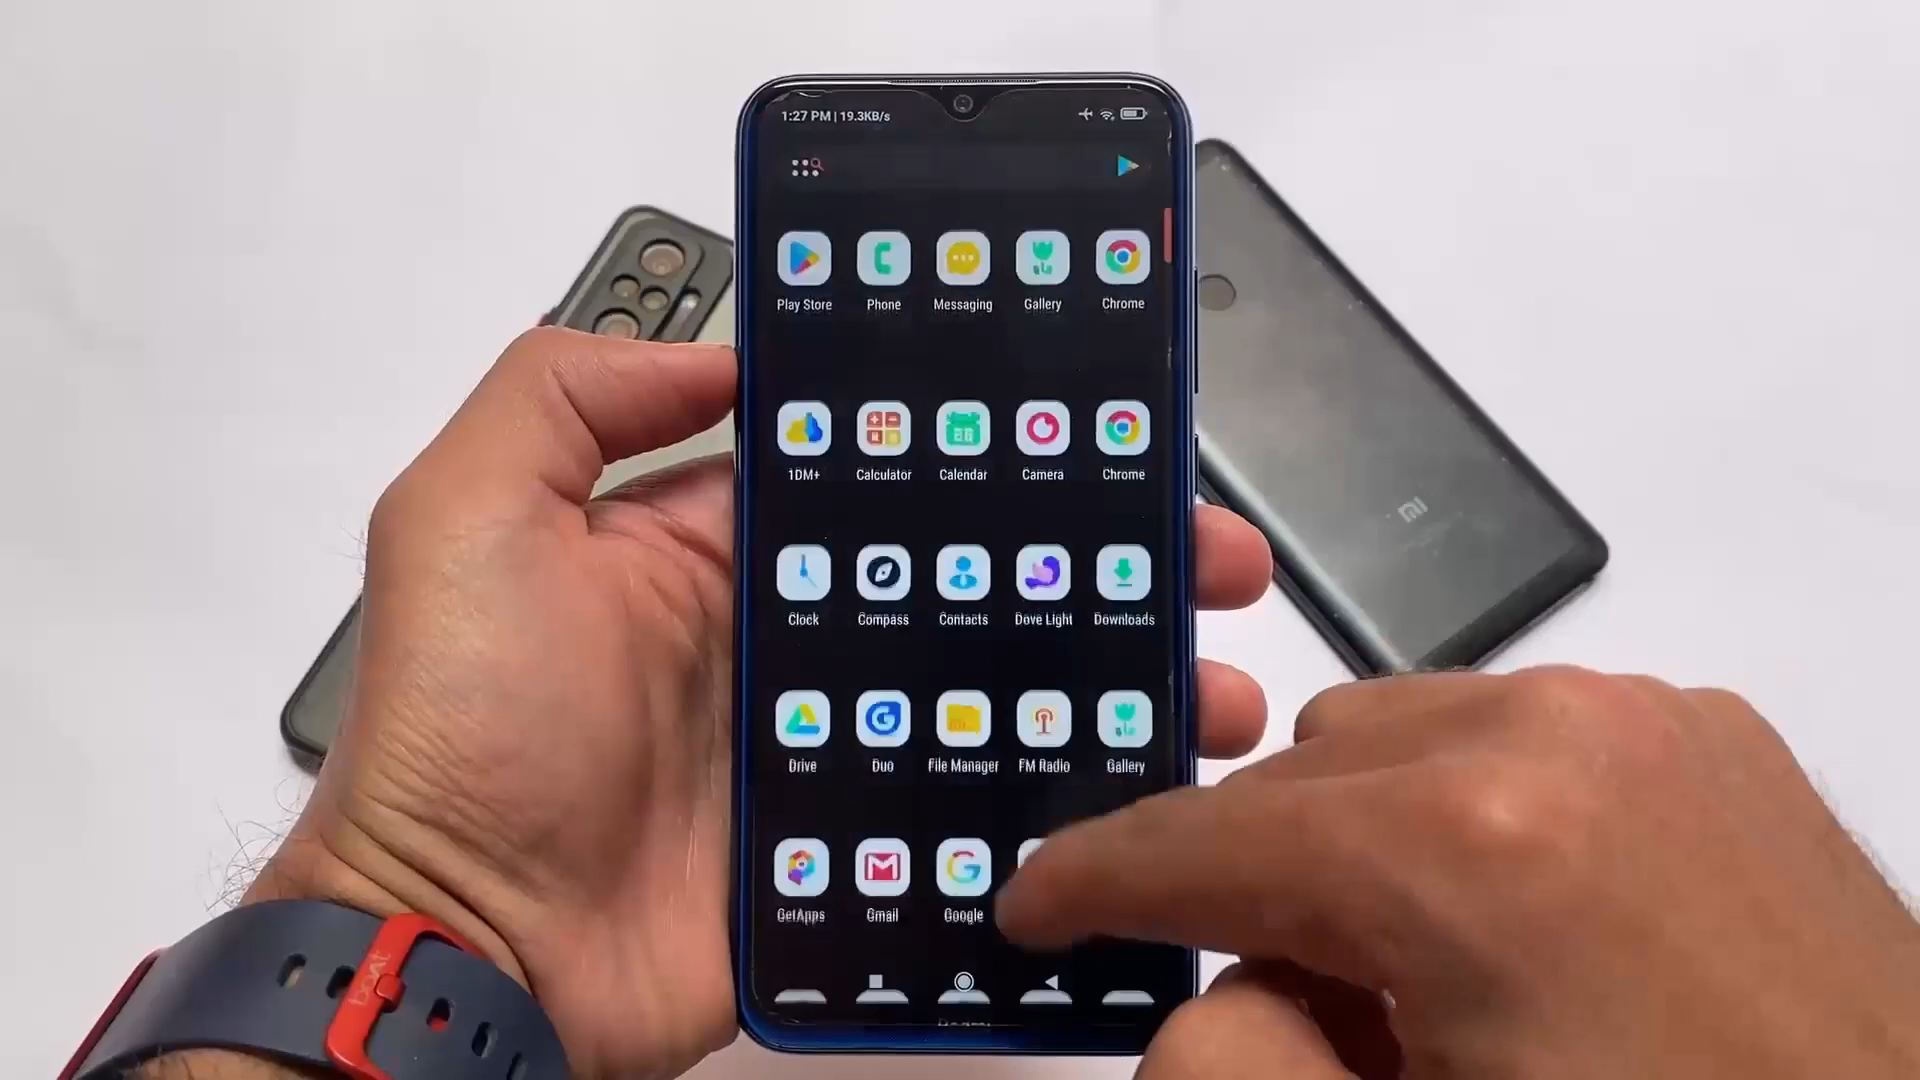 1:27 PM | 19.3KB/s
Play Store
Phone
Messaging
Gallery
Chrome
1DM+
Calculator
Calendar
Camera
Chrome
Clock
Compass
Contacts
Dove Light
Downloads
Drive
Duo
File Manager
FM Radio
Gallery
GetApps
Gmail
Google
mi
boAt